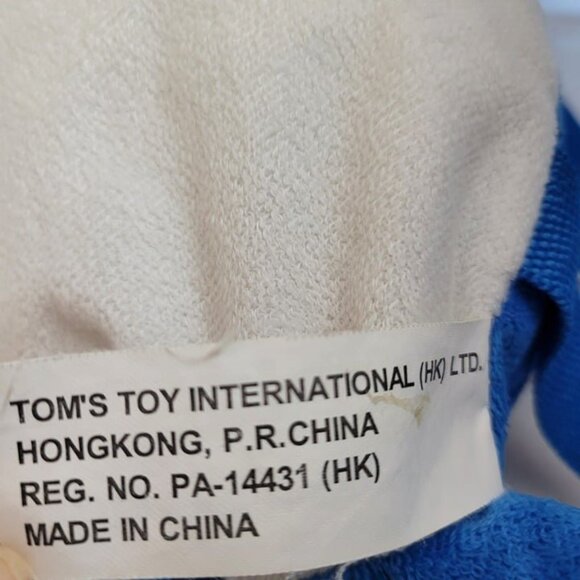 TOM'S TOY INTERNATIONAL (HK) LTD.
HONGKONG, P.R.CHINA
REG. NO. PA-14431 (HK)
MADE IN CHINA